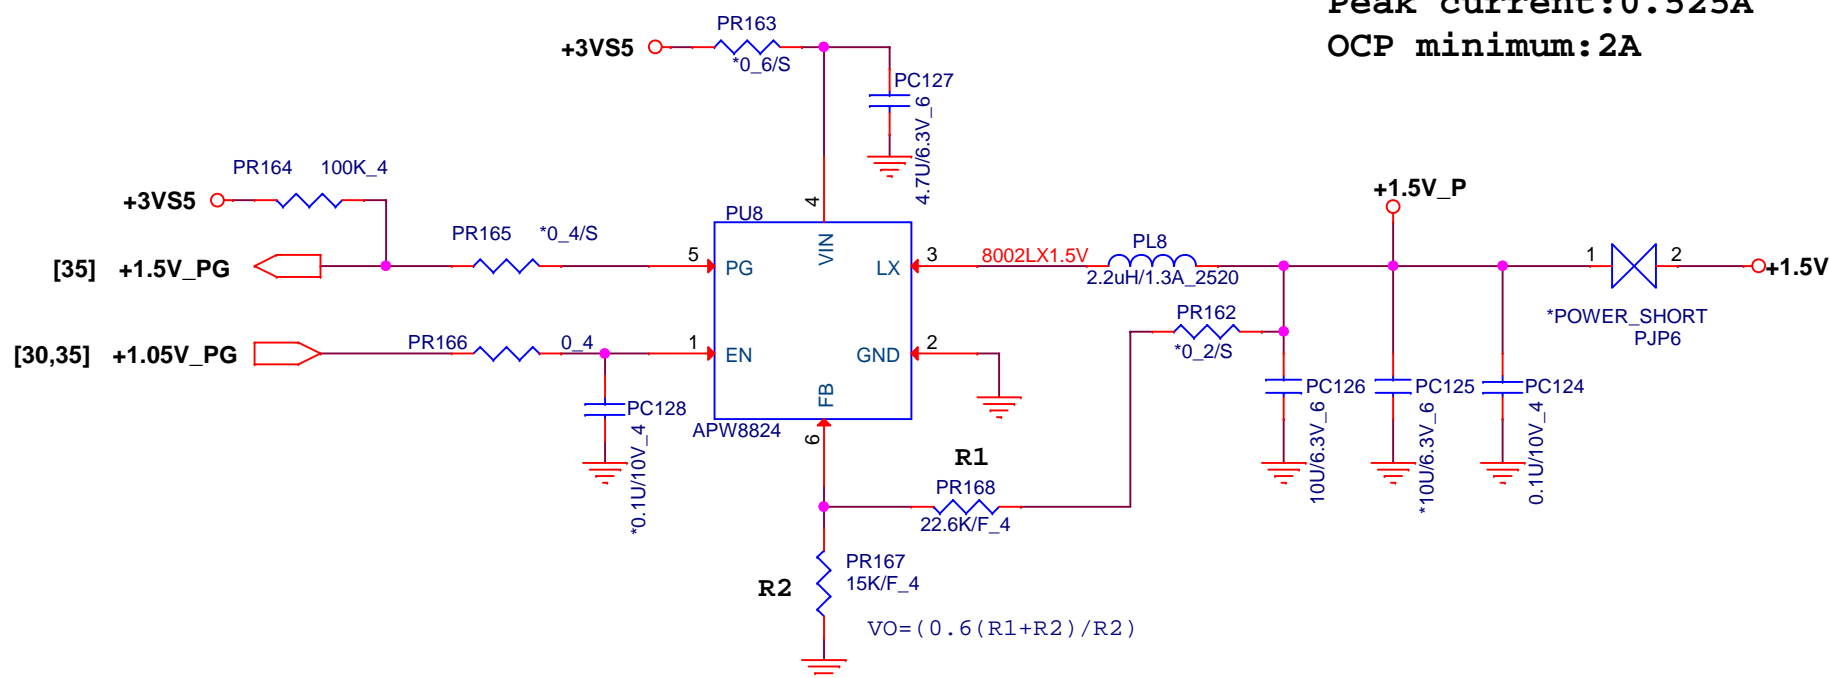 Peak current:0.525A
OCP minimum:2A
PR163
+3VS5
*0_6/S
PC127
4.7U/6.3V_6
PR164 100K_4
+3VS5
4
+1.5V_P
PU8
PR165 *0_4/S
VIN
[35] +1.5V_PG
5
PG
LX
3
8002LX1.5V
PL8
2.2uH/1.3A_2520
1
2
+1.5V
PR162
*0_2/S
*POWER_SHORT
PJP6
[30,35] +1.05V_PG
PR166
0_4
1
EN
GND
2
FB
PC128
*0.1U/10V_4
APW8824
6
PC126
10U/6.3V_6
PC125
*10U/6.3V_6
PC124
0.1U/10V_4
R1
PR168
22.6K/F_4
R2
PR167
15K/F_4
VO=(0.6(R1+R2)/R2)